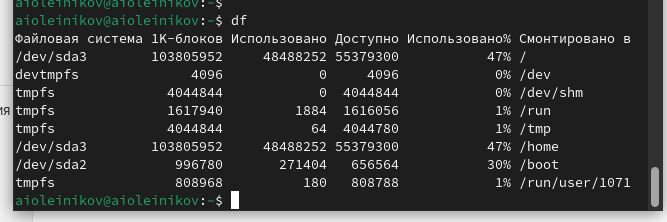 aioleinikov@aioleinikov:~$
aioleinikov@aioleinikov:~$ df
Файловая система 1K-блоков Использовано Доступно Использовано% Смонтировано в
/dev/sda3 103805952 48488252 55379300 47% /
devtmpfs 4096 0 4096 0% /dev
tmpfs 4044844 0 4044844 0% /dev/shm
tmpfs 1617940 1884 1616056 1% /run
tmpfs 4044844 64 4044780 1% /tmp
/dev/sda3 103805952 48488252 55379300 47% /home
/dev/sda2 996780 271404 656564 30% /boot
tmpfs 808968 180 808788 1% /run/user/1071
aioleinikov@aioleinikov:~$